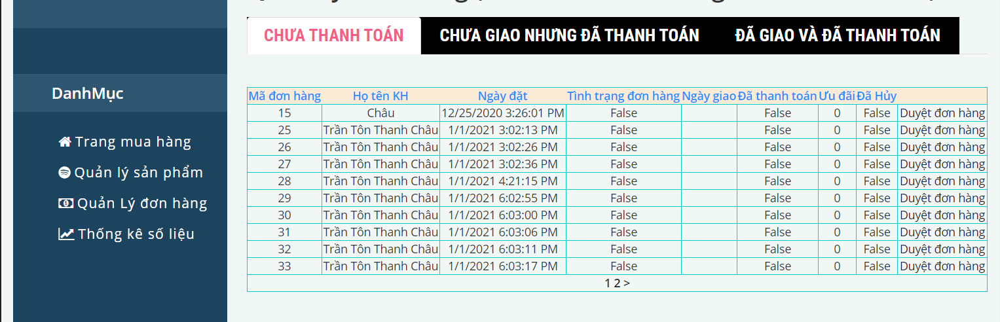 CHƯA THANH TOÁN CHƯA GIAO NHƯNG ĐÃ THANH TOÁN ĐÃ GIAO VÀ ĐÃ THANH TOÁN
DanhMục
Trang mua hàng
Quản lý sản phẩm
Quản Lý đơn hàng
Thống kê số liệu
Mã đơn hàng Họ tên KH Ngày đặt Tình trạng đơn hàng Ngày giao Đã thanh toán Ưu đãi Đã Hủy
15 Châu 12/25/2020 3:26:01 PM False False 0 False Duyệt đơn hàng
25 Trần Tôn Thanh Châu 1/1/2021 3:02:13 PM False False 0 False Duyệt đơn hàng
26 Trần Tôn Thanh Châu 1/1/2021 3:02:26 PM False False 0 False Duyệt đơn hàng
27 Trần Tôn Thanh Châu 1/1/2021 3:02:36 PM False False 0 False Duyệt đơn hàng
28 Trần Tôn Thanh Châu 1/1/2021 4:21:15 PM False False 0 False Duyệt đơn hàng
29 Trần Tôn Thanh Châu 1/1/2021 6:02:55 PM False False 0 False Duyệt đơn hàng
30 Trần Tôn Thanh Châu 1/1/2021 6:03:00 PM False False 0 False Duyệt đơn hàng
31 Trần Tôn Thanh Châu 1/1/2021 6:03:06 PM False False 0 False Duyệt đơn hàng
32 Trần Tôn Thanh Châu 1/1/2021 6:03:11 PM False False 0 False Duyệt đơn hàng
33 Trần Tôn Thanh Châu 1/1/2021 6:03:17 PM False False 0 False Duyệt đơn hàng
1 2 >